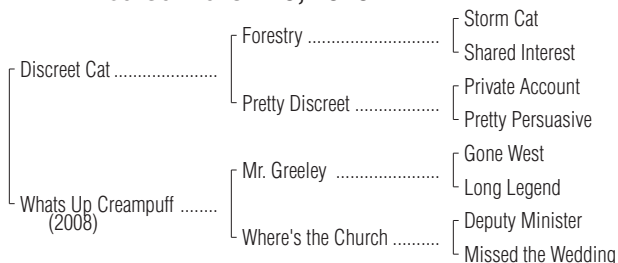 Storm Cat
Forestry
Shared Interest
Discreet Cat
Private Account
Pretty Discreet
Pretty Persuasive
Gone West
Mr. Greeley
Long Legend
Whats Up Creampuff
(2008)
Deputy Minister
Where's the Church
Missed the Wedding